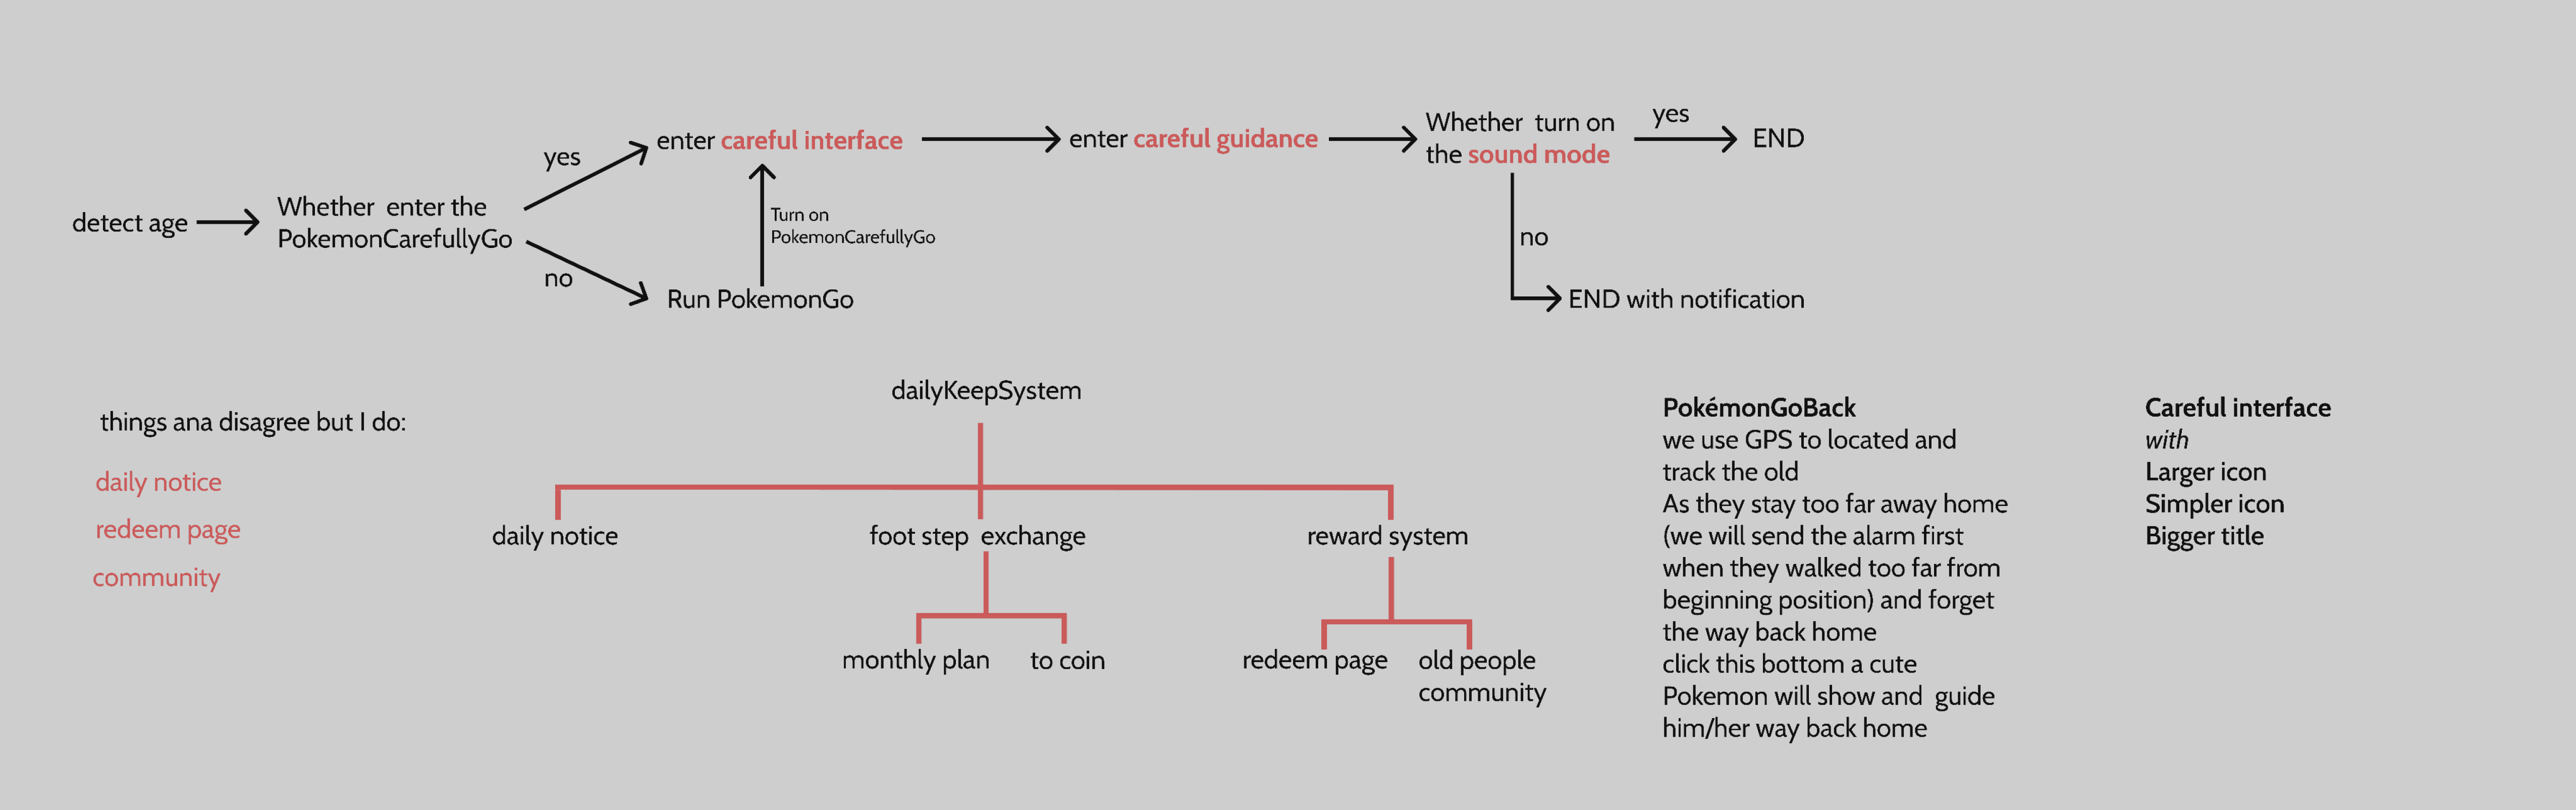 detect age
Whether enter the
PokemonCarefullyGo
yes
no
enter careful interface
Turn on
PokemonCarefullyGo
Run PokemonGo
enter careful guidance
Whether turn on
the sound mode
yes
END
no
END with notification
things ana disagree but I do:
daily notice
redeem page
community
dailyKeepSystem
daily notice
foot step exchange
reward system
monthly plan
to coin
redeem page
old people
community
PokémonGoBack
we use GPS to located and
track the old
As they stay too far away home
(we will send the alarm first
when they walked too far from
beginning position) and forget
the way back home
click this bottom a cute
Pokemon will show and guide
him/her way back home
Careful interface
with
Larger icon
Simpler icon
Bigger title